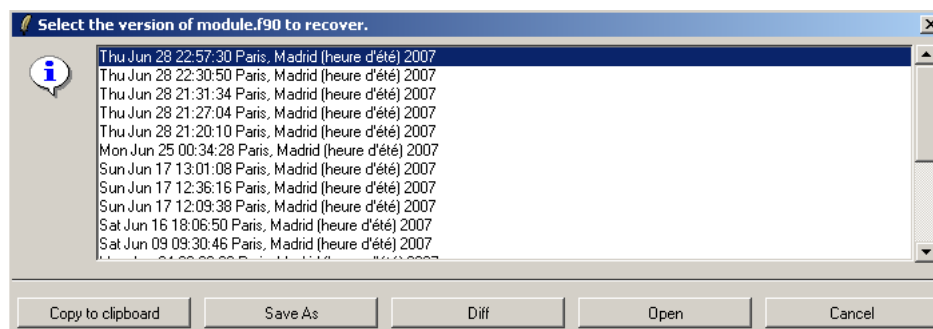 Select the version of module.f90 to recover.
Thu Jun 28 22:57:30 Paris, Madrid (heure d'été) 2007
Thu Jun 28 22:30:50 Paris, Madrid (heure d'été) 2007
Thu Jun 28 21:31:34 Paris, Madrid (heure d'été) 2007
Thu Jun 28 21:27:04 Paris, Madrid (heure d'été) 2007
Thu Jun 28 21:20:10 Paris, Madrid (heure d'été) 2007
Mon Jun 25 00:34:28 Paris, Madrid (heure d'été) 2007
Sun Jun 17 13:01:08 Paris, Madrid (heure d'été) 2007
Sun Jun 17 12:36:16 Paris, Madrid (heure d'été) 2007
Sun Jun 17 12:09:38 Paris, Madrid (heure d'été) 2007
Sat Jun 16 18:06:50 Paris, Madrid (heure d'été) 2007
Sat Jun 09 09:30:46 Paris, Madrid (heure d'été) 2007
Copy to clipboard Save As Diff Open Cancel